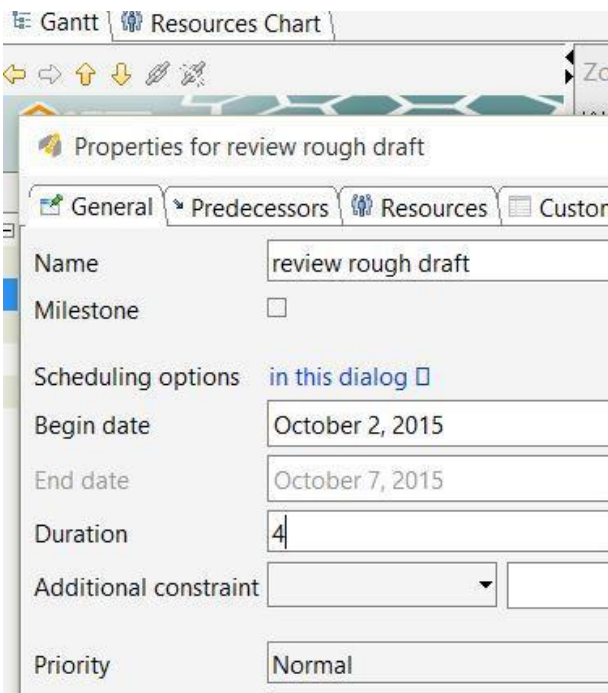 Gantt Resources Chart
Zo
Properties for review rough draft
General Predecessors Resources Custom
Name review rough draft
Milestone
Scheduling options in this dialog
Begin date October 2, 2015
End date October 7, 2015
Duration 4
Additional constraint
Priority Normal